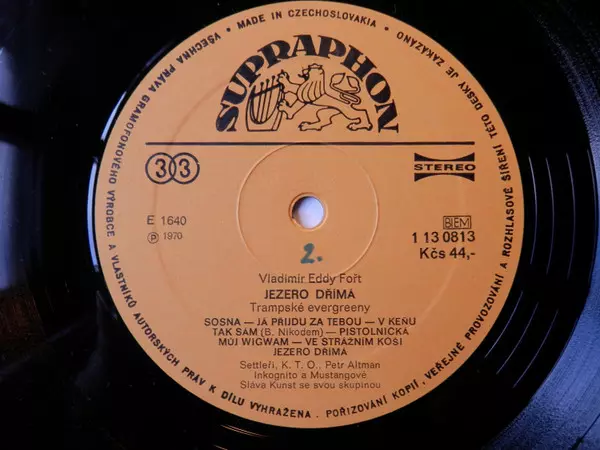 VŠECHNA PRÁVA GRAMOFONOVÉHO VÝROBCE A VLASTNÍKŮ AUTORSKÝCH PRÁV K DÍLU VYHRAŽENA. POŘIZOVÁNÍ KOPIÍ, VEŘEJNÉ PROVOZOVÁNÍ A ROZHLASOVÉ ŠÍŘENÍ TÉTO DESKY JE ZAKÁZÁNO • MADE IN CZECHOSLOVAKIA •
SUPRAPHON
33
STEREO
E 1640
℗ 1970
BIEM
1 13 0813
Kčs 44,-
2.
Vladimír Eddy Fořt
JEZERO DŘÍMÁ
Trampské evergreeny
SOSNA — JÁ PŘIJDU ZA TEBOU — V KEŇU
TAK SÁM (B. Nikodem) — PISTOLNICKÁ
MŮJ WIGWAM — VE STRÁŽNÍM KOŠI
JEZERO DŘÍMÁ
Settleři, K. T. O., Petr Altman
Inkognito a Mustangové
Sláva Kunst se svou skupinou